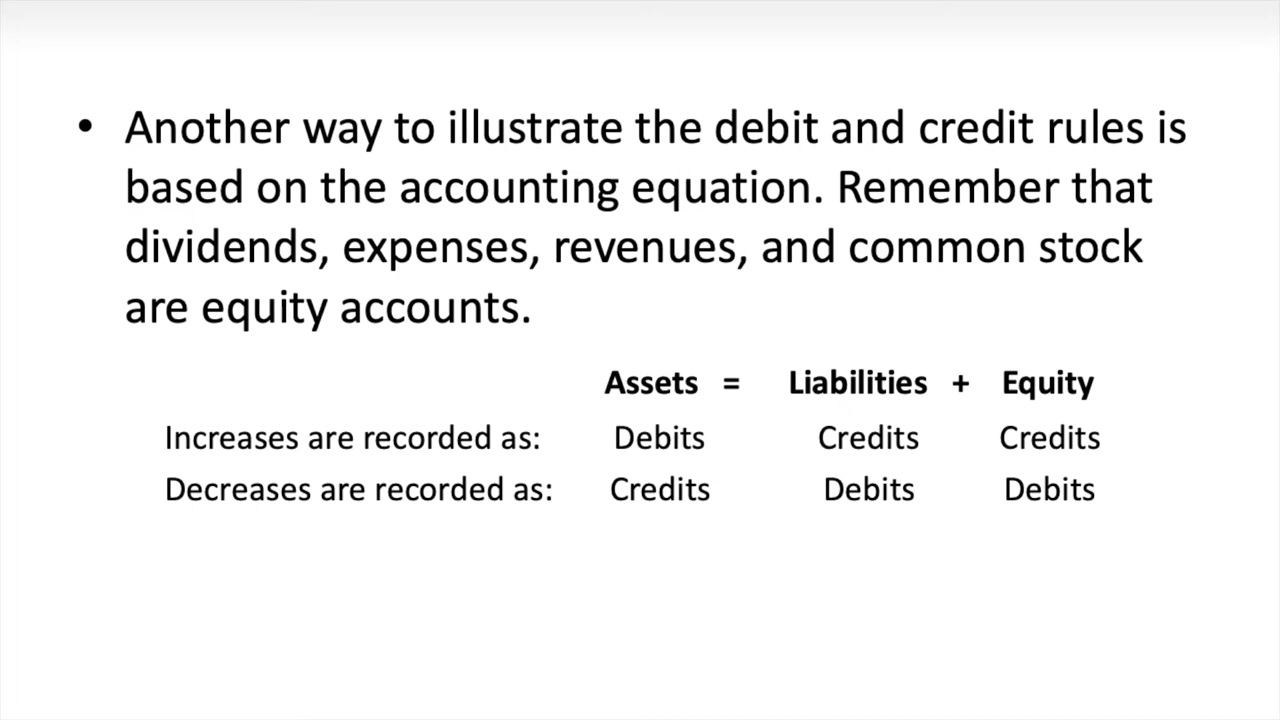 • Another way to illustrate the debit and credit rules is
based on the accounting equation. Remember that
dividends, expenses, revenues, and common stock
are equity accounts.
Assets = Liabilities + Equity
Increases are recorded as: Debits Credits Credits
Decreases are recorded as: Credits Debits Debits